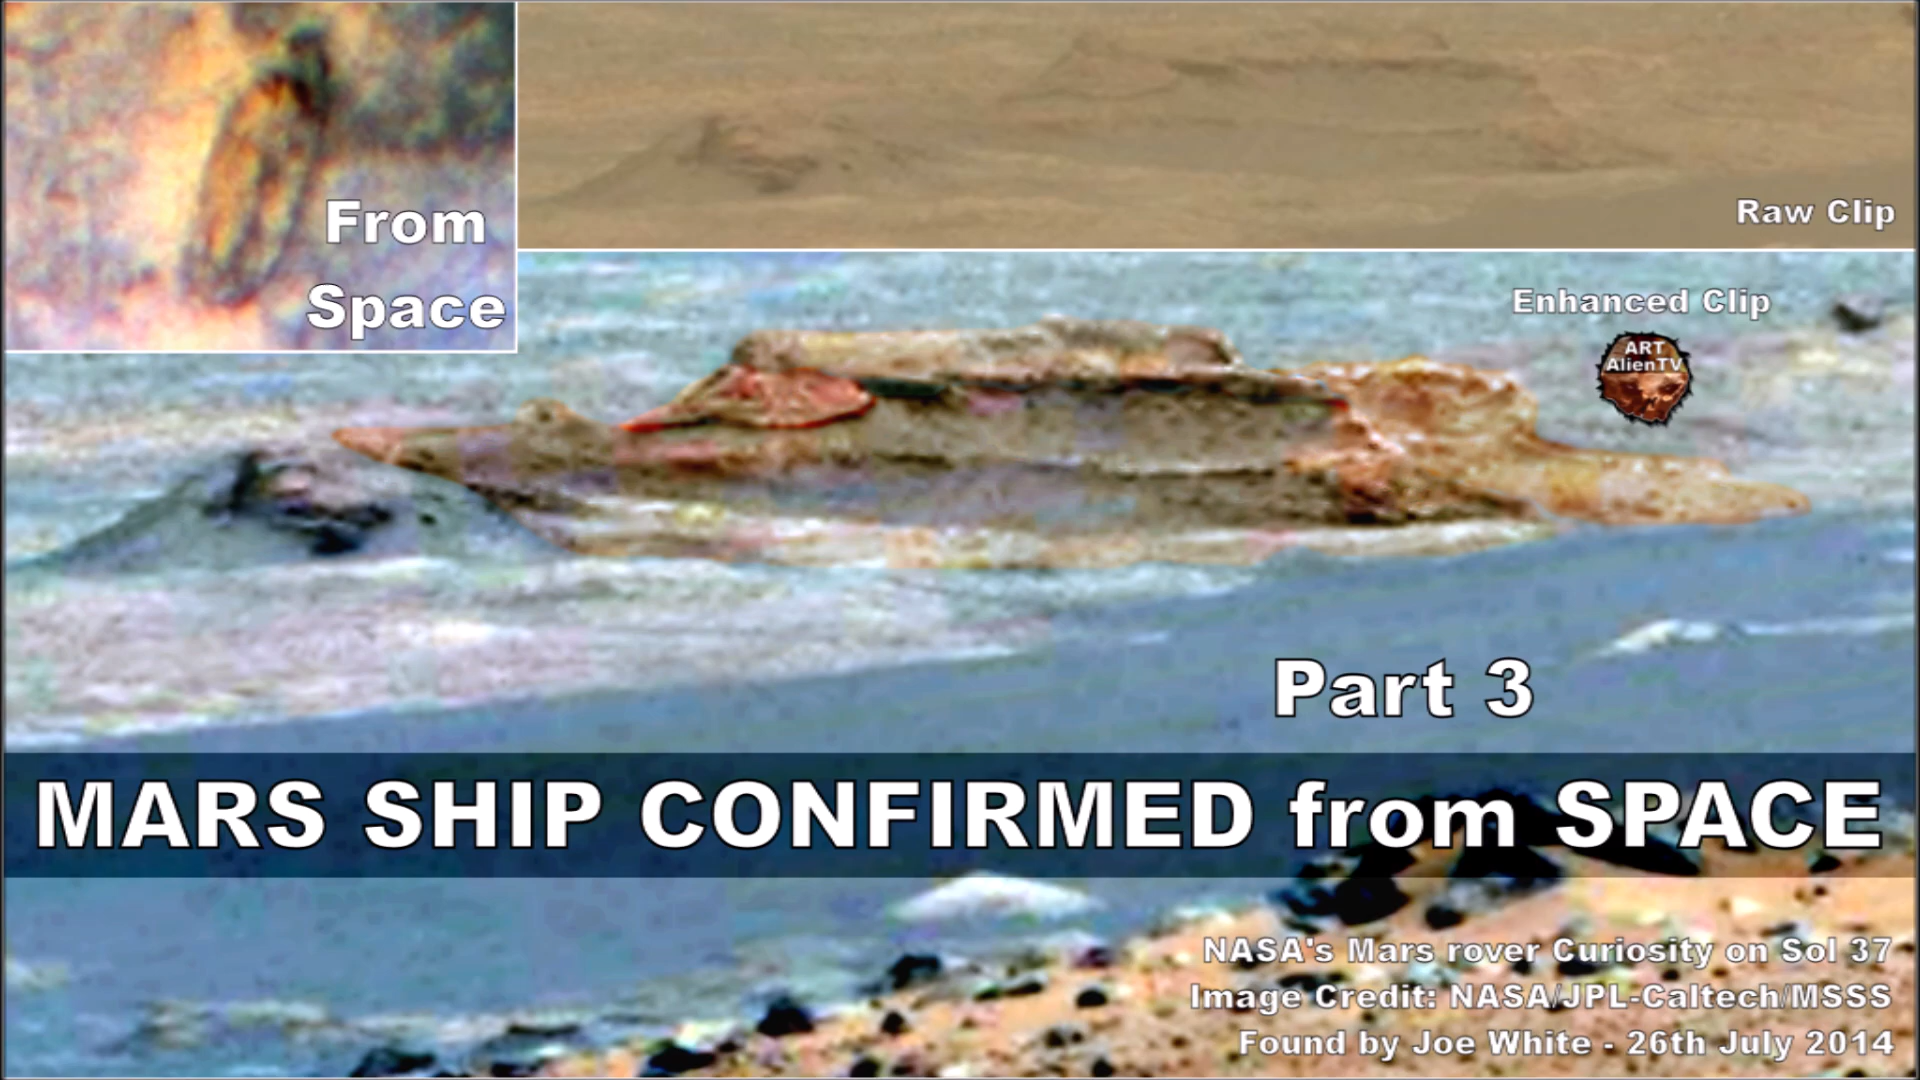 From
Space
Raw Clip
Enhanced Clip
ART
AlienTV
Part 3
MARS SHIP CONFIRMED from SPACE
NASA's Mars rover Curiosity on Sol 37
Image Credit: NASA/JPL-Caltech/MSSS
Found by Joe White - 26th July 2014